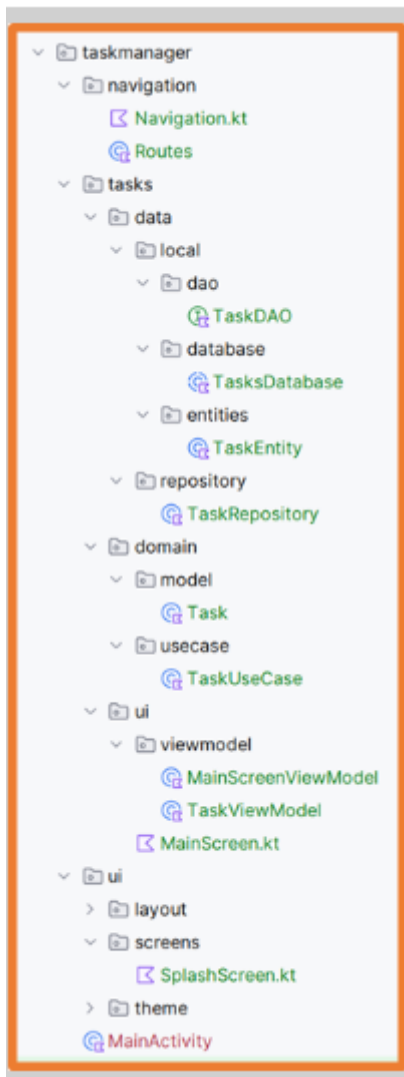 taskmanager
navigation
Navigation.kt
Routes
tasks
data
local
dao
TaskDAO
database
TasksDatabase
entities
TaskEntity
repository
TaskRepository
domain
model
Task
usecase
TaskUseCase
ui
viewmodel
MainScreenViewModel
TaskViewModel
MainScreen.kt
ui
layout
screens
SplashScreen.kt
theme
MainActivity